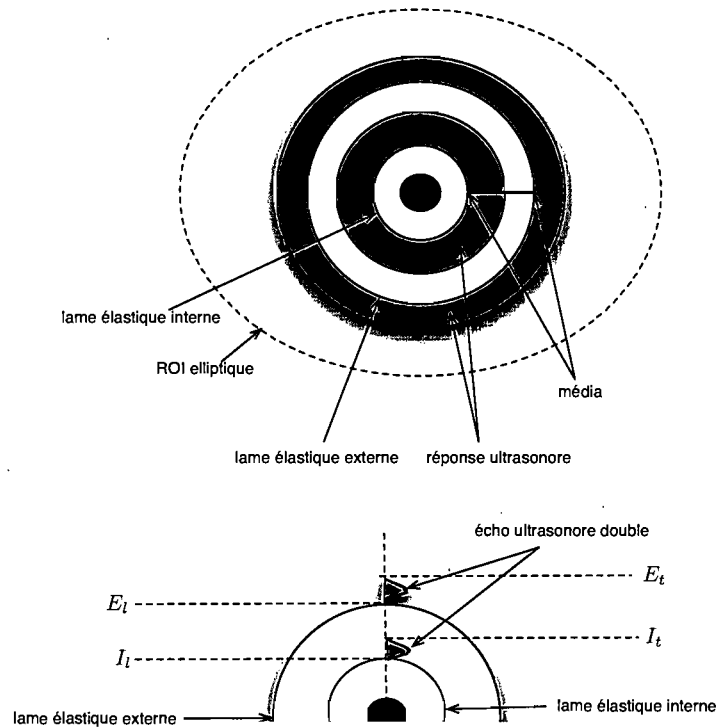 lame élastique interne
ROI elliptique
média
lame élastique externe réponse ultrasonore
écho ultrasonore double
E_l
E_t
I_l
I_t
lame élastique externe
lame élastique interne